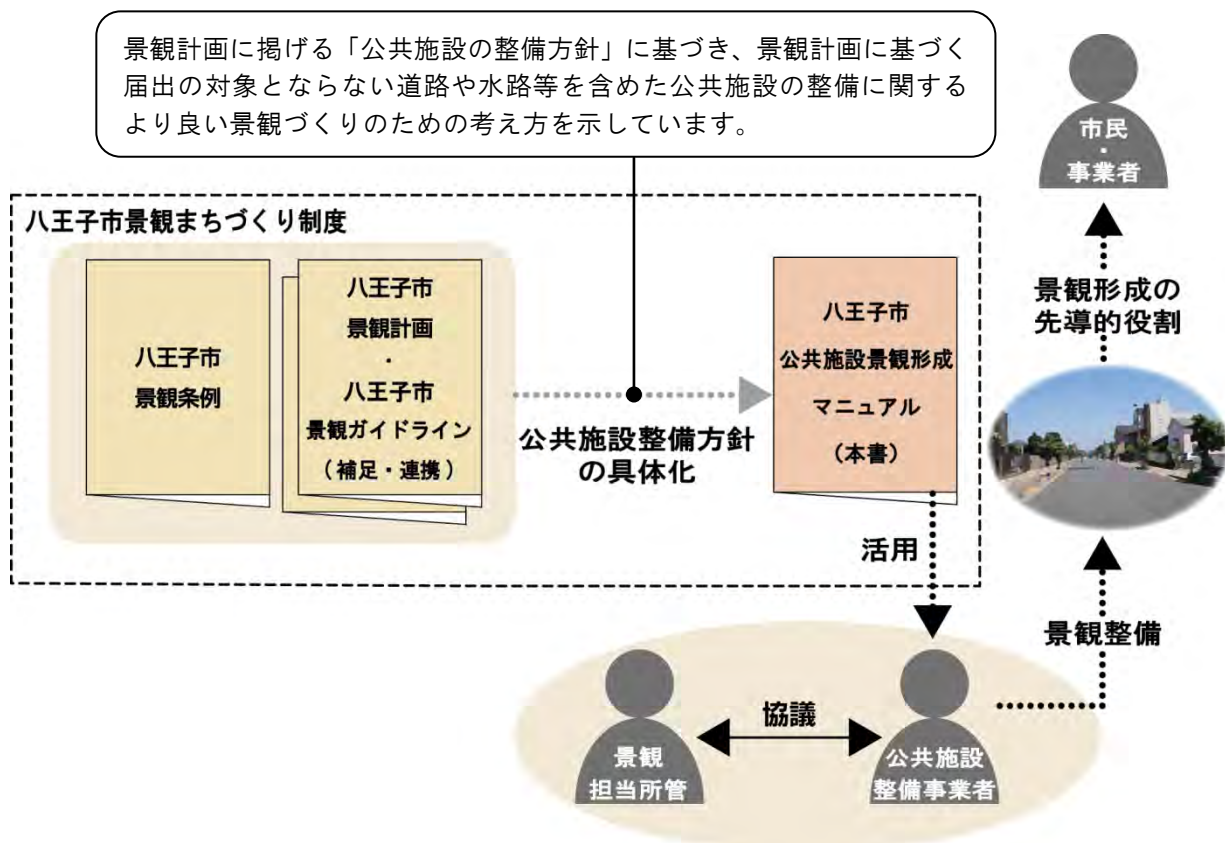 景観計画に掲げる「公共施設の整備方針」に基づき、景観計画に基づく
届出の対象とならない道路や水路等を含めた公共施設の整備に関する
より良い景観づくりのための考え方を示しています。
市民
・
事業者
八王子市景観まちづくり制度
八王子市
景観条例
八王子市
景観計画
・
八王子市
景観ガイドライン
（補足・連携）
公共施設整備方針
の具体化
八王子市
公共施設景観形成
マニュアル
（本書）
景観形成の
先導的役割
活用
景観整備
協議
景観
担当所管
公共施設
整備事業者